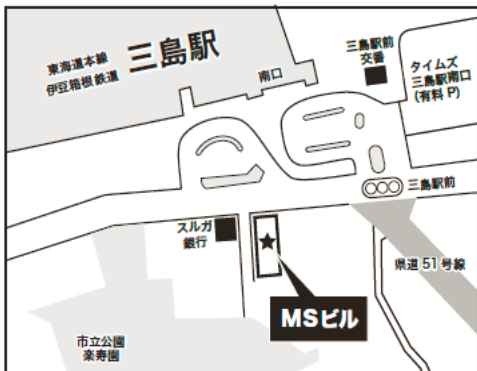 東海道本線
伊豆箱根鉄道
三島駅
南口
三島駅前
交番
タイムズ
三島駅南口
(有料 P)
三島駅前
スルガ
銀行
県道 51 号線
MSビル
市立公園
楽寿園